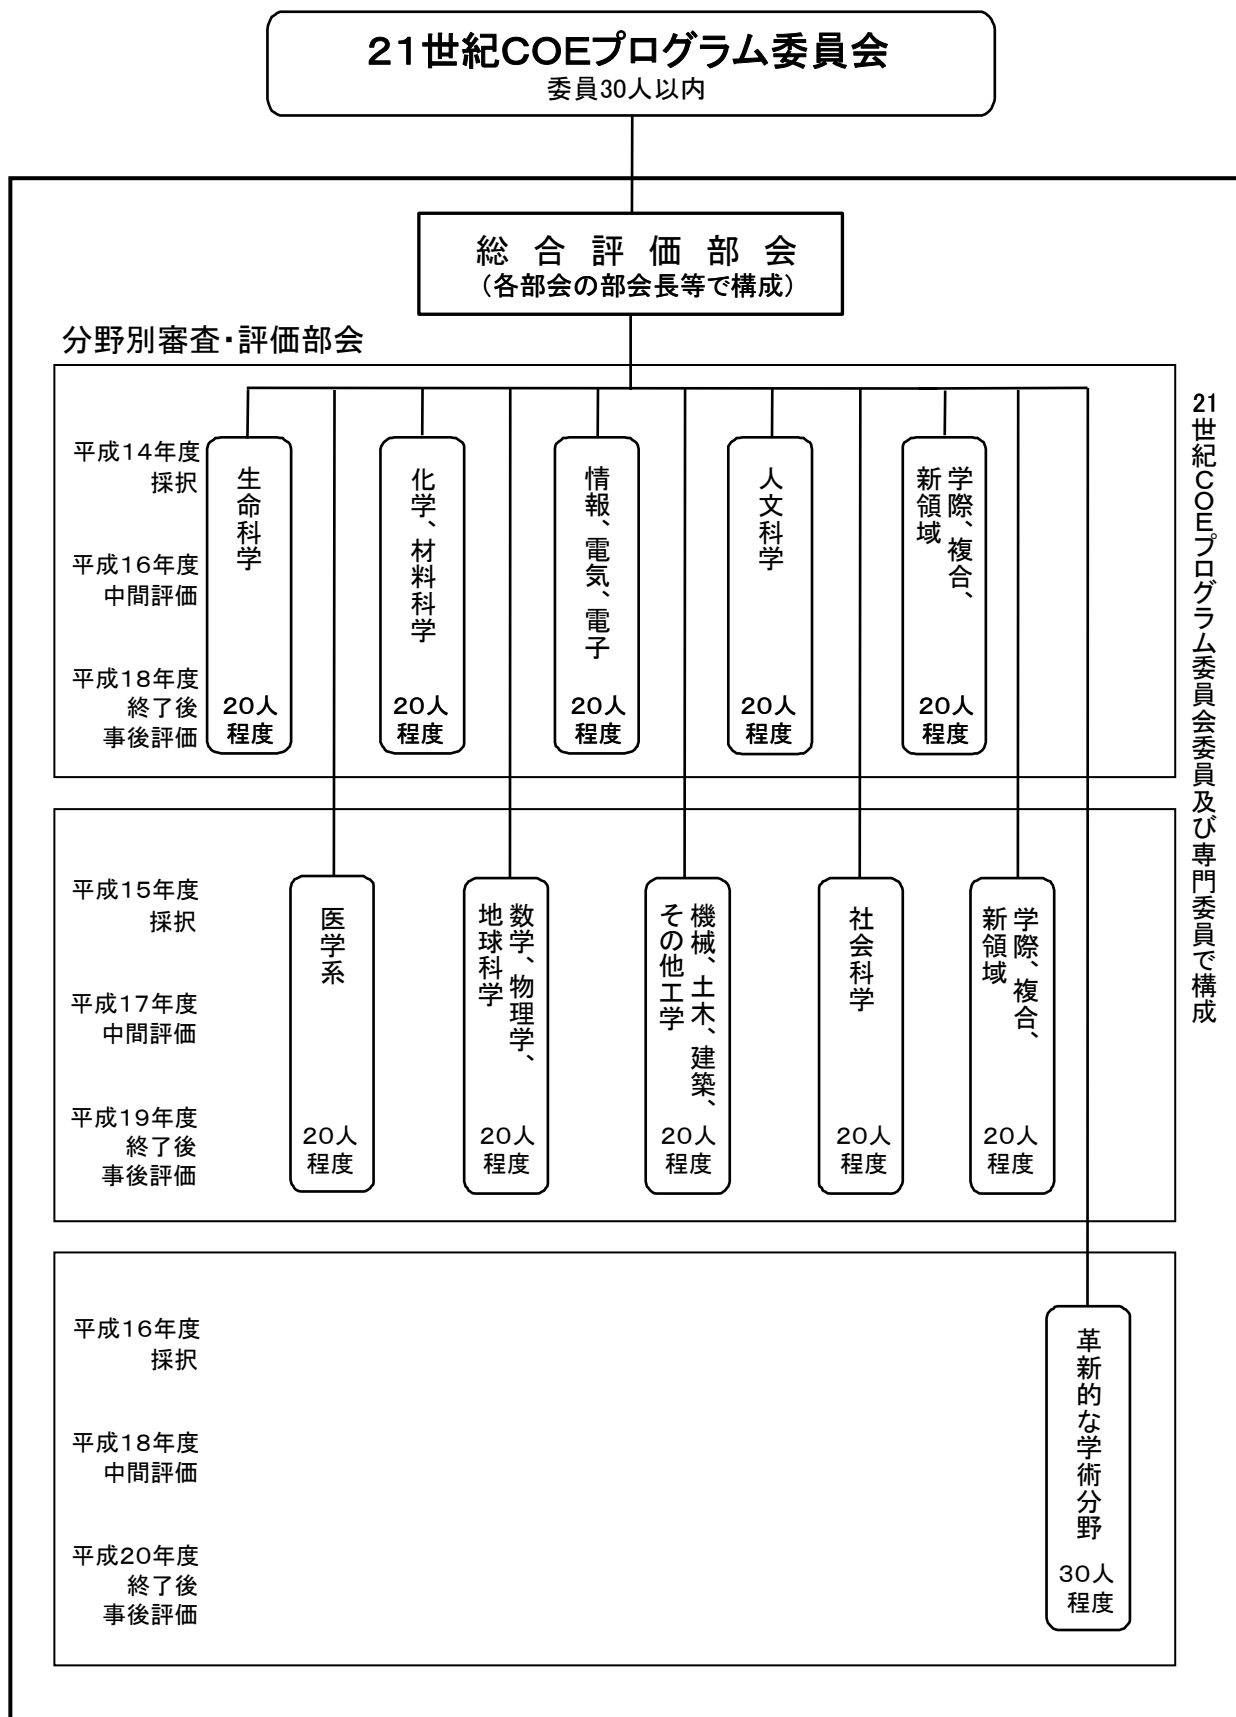 21世紀COEプログラム委員会
委員30人以内
総合評価部会
(各部会の部会長等で構成)
分野別審査・評価部会
平成14年度
採択
平成16年度
中間評価
平成18年度
終了後
事後評価
生命科学
20人
程度
化学、材料科学
20人
程度
情報、電気、電子
20人
程度
人文科学
20人
程度
学際、複合、
新領域
20人
程度
平成15年度
採択
平成17年度
中間評価
平成19年度
終了後
事後評価
医学系
20人
程度
数学、物理学、
地球科学
20人
程度
機械、土木、建築、
その他工学
20人
程度
社会科学
20人
程度
学際、複合、
新領域
20人
程度
平成16年度
採択
平成18年度
中間評価
平成20年度
終了後
事後評価
革新的な学術分野
30人
程度
21世紀COEプログラム委員会委員及び専門委員で構成